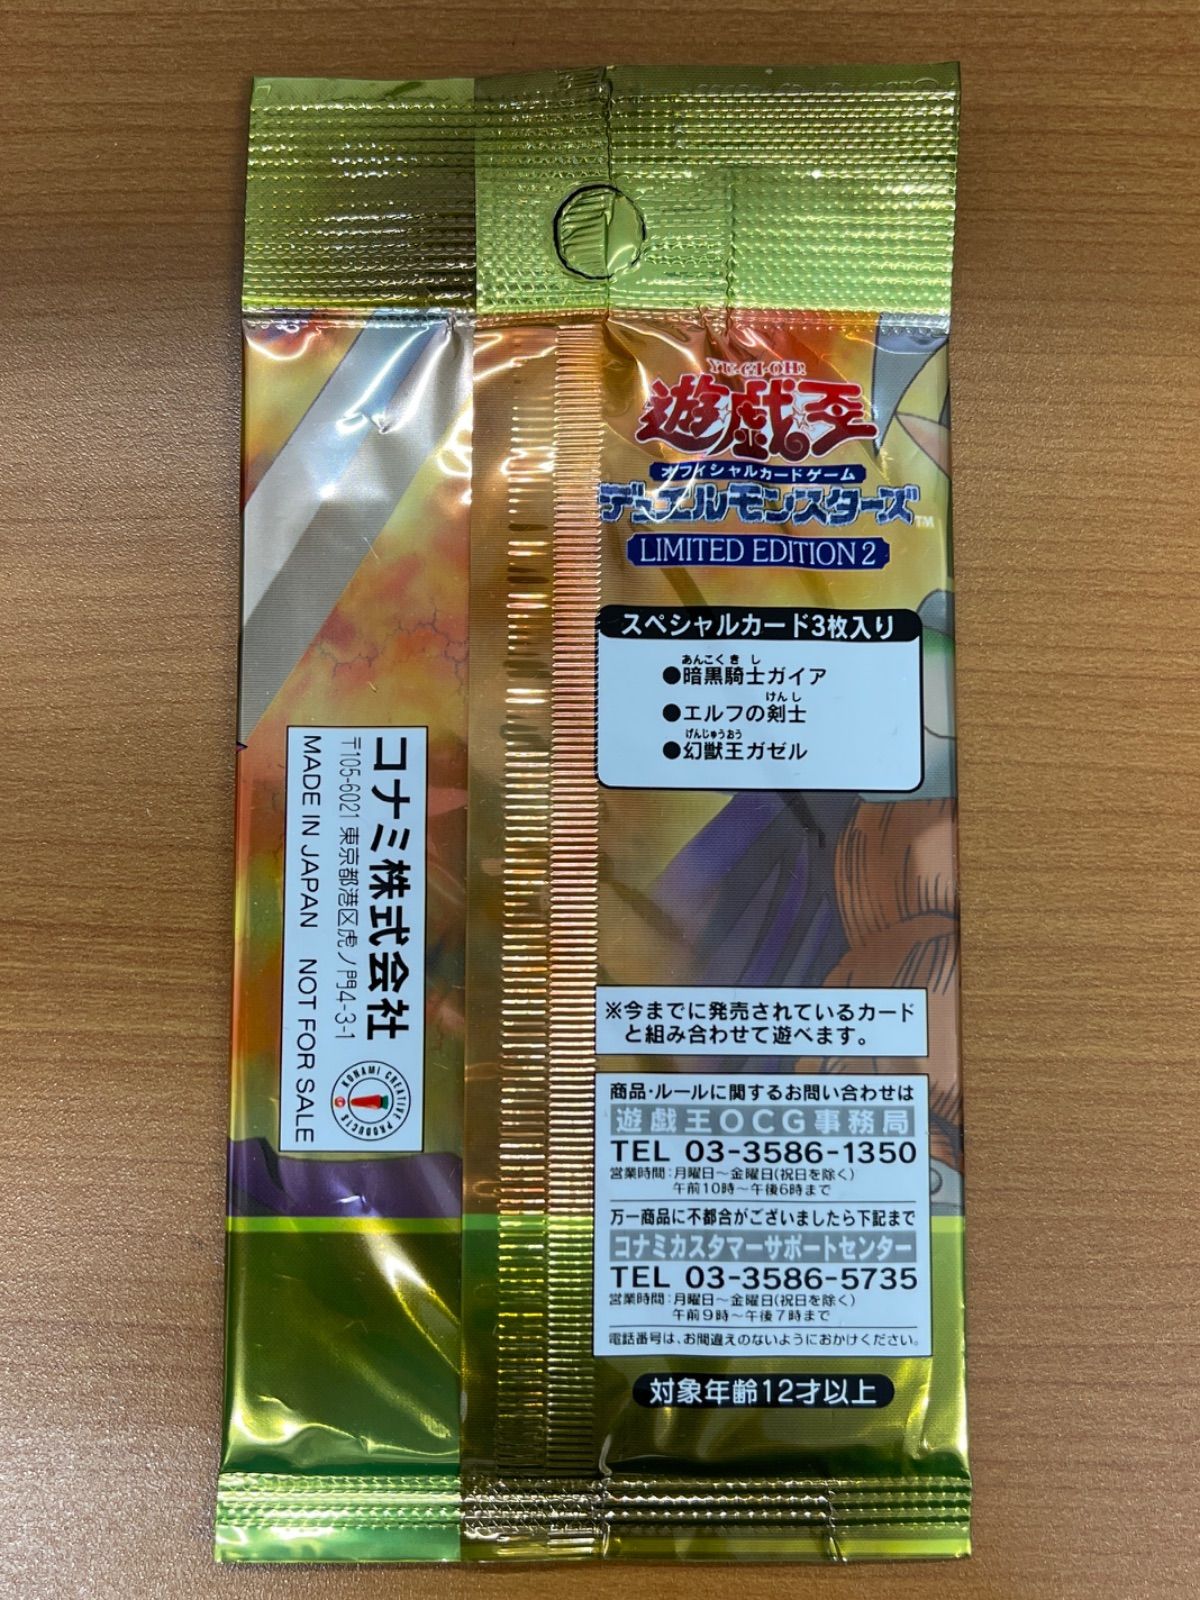 YU-GI-OH!
遊戯王
オフィシャルカードゲーム
デュエルモンスターズ™
LIMITED EDITION 2
スペシャルカード3枚入り
あんこく き し
●暗黒騎士ガイア
けんし
●エルフの剣士
げんじゅうおう
●幻獣王ガゼル
※今までに発売されているカード
と組み合わせて遊べます。
商品・ルールに関するお問い合わせは
遊戯王OCG事務局
TEL 03-3586-1350
営業時間:月曜日～金曜日(祝日を除く)
午前10時～午後6時まで
万一商品に不都合がございましたら下記まで
コナミカスタマーサポートセンター
TEL 03-3586-5735
営業時間:月曜日～金曜日(祝日を除く)
午前9時～午後7時まで
電話番号は、お間違えのないようにおかけください。
対象年齢12才以上
コナミ株式会社
〒105-6021 東京都港区虎ノ門4-3-1
MADE IN JAPAN NOT FOR SALE
KONAMI CREATIVE PRODUCTS